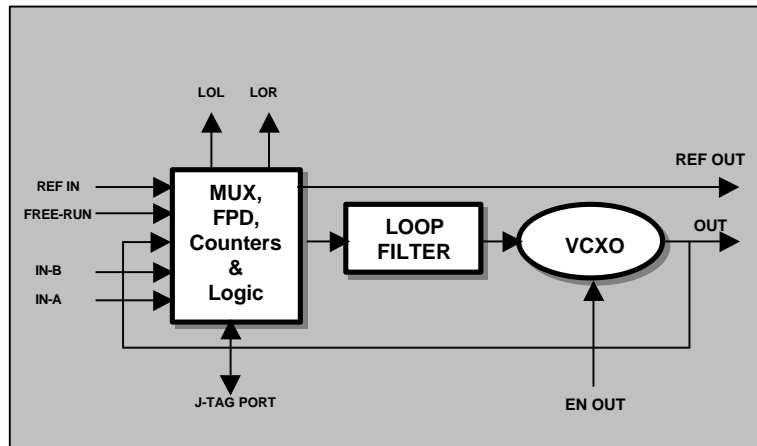 LOL
LOR
REF IN
FREE-RUN
IN-B
IN-A
MUX,
FPD,
Counters
&
Logic
LOOP
FILTER
VCXO
REF OUT
OUT
J-TAG PORT
EN OUT